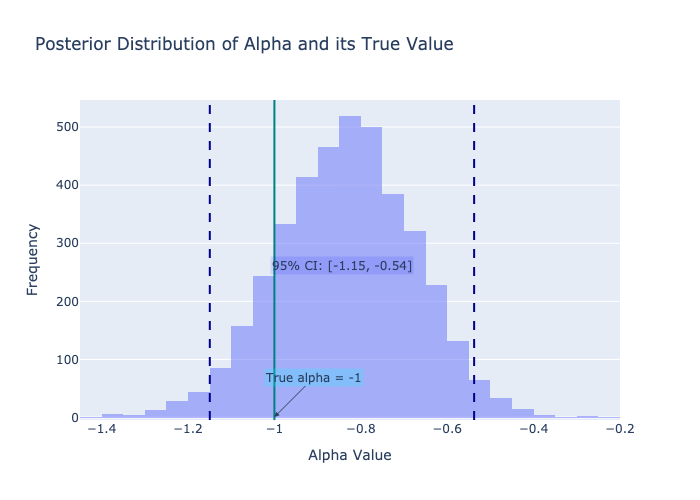 Posterior Distribution of Alpha and its True Value
Frequency
500
400
300
200
100
0
95% CI: [-1.15, -0.54]
True alpha = -1
−1.4 −1.2 −1 −0.8 −0.6 −0.4 −0.2
Alpha Value